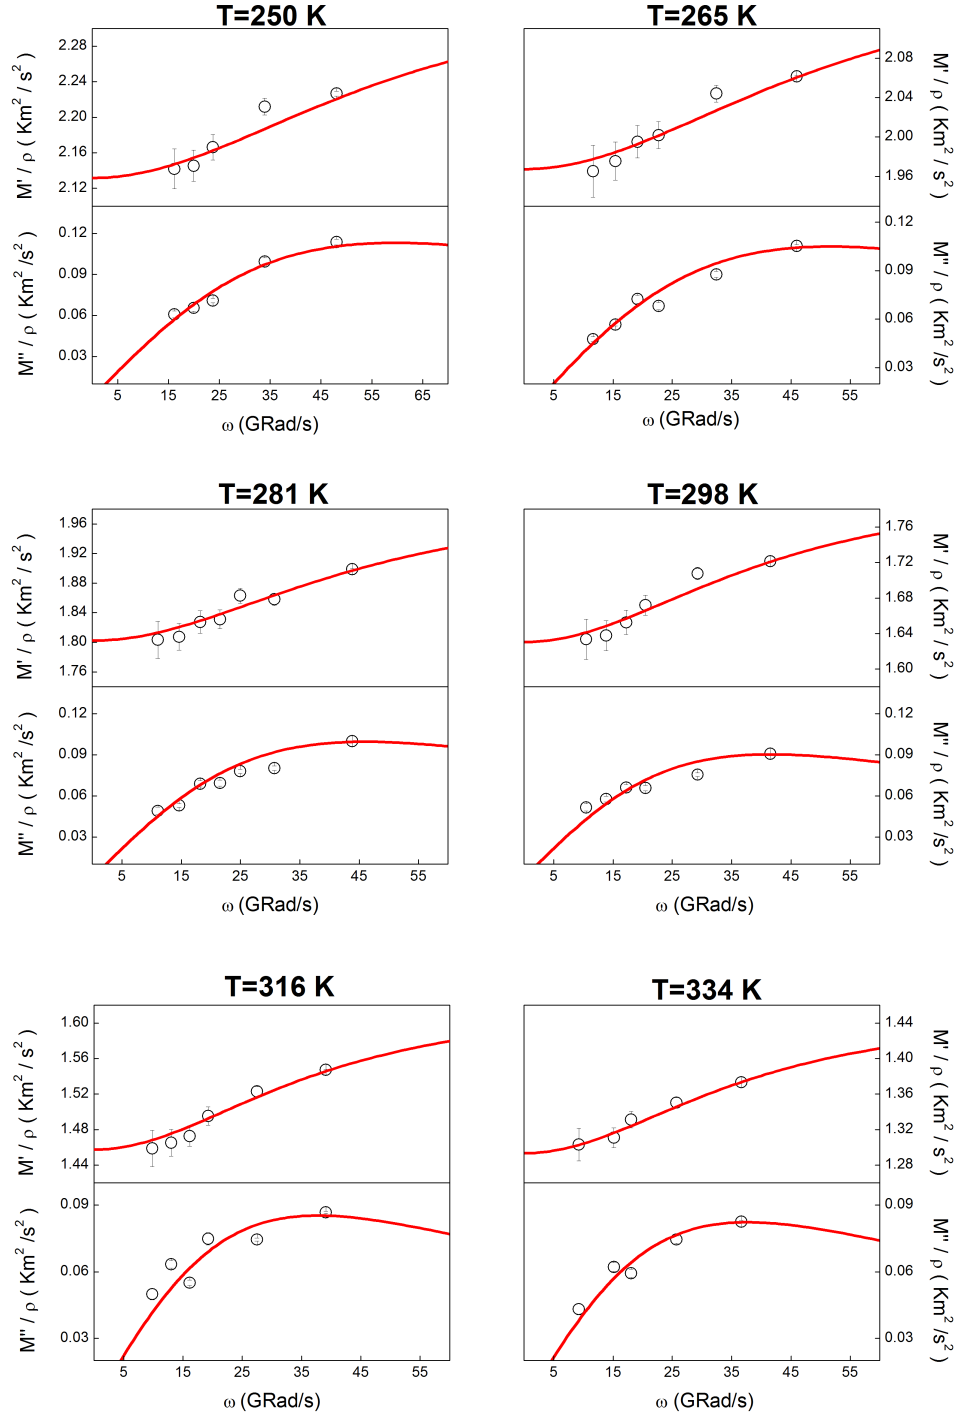 T=250 K
T=265 K
M' / ρ ( Km² / s²)
2.28
2.24
2.20
2.16
2.12
2.08
2.04
2.00
1.96
M' / ρ ( Km² / s²)
M'' / ρ ( Km² /s²)
0.12
0.09
0.06
0.03
0.12
0.09
0.06
0.03
M'' / ρ ( Km² /s²)
5 15 25 35 45 55 65
5 15 25 35 45 55
ω (GRad/s)
ω (GRad/s)
T=281 K
T=298 K
M' / ρ ( Km² / s²)
1.96
1.92
1.88
1.84
1.80
1.76
1.76
1.72
1.68
1.64
1.60
M' / ρ ( Km² / s²)
M'' / ρ ( Km² /s²)
0.12
0.09
0.06
0.03
0.12
0.09
0.06
0.03
M'' / ρ ( Km² /s²)
5 15 25 35 45 55
5 15 25 35 45 55
ω (GRad/s)
ω (GRad/s)
T=316 K
T=334 K
M' / ρ ( Km² / s²)
1.60
1.56
1.52
1.48
1.44
1.44
1.40
1.36
1.32
1.28
M' / ρ ( Km² / s²)
M'' / ρ ( Km² /s²)
0.09
0.06
0.03
0.09
0.06
0.03
M'' / ρ ( Km² /s²)
5 15 25 35 45 55
5 15 25 35 45 55
ω (GRad/s)
ω (GRad/s)